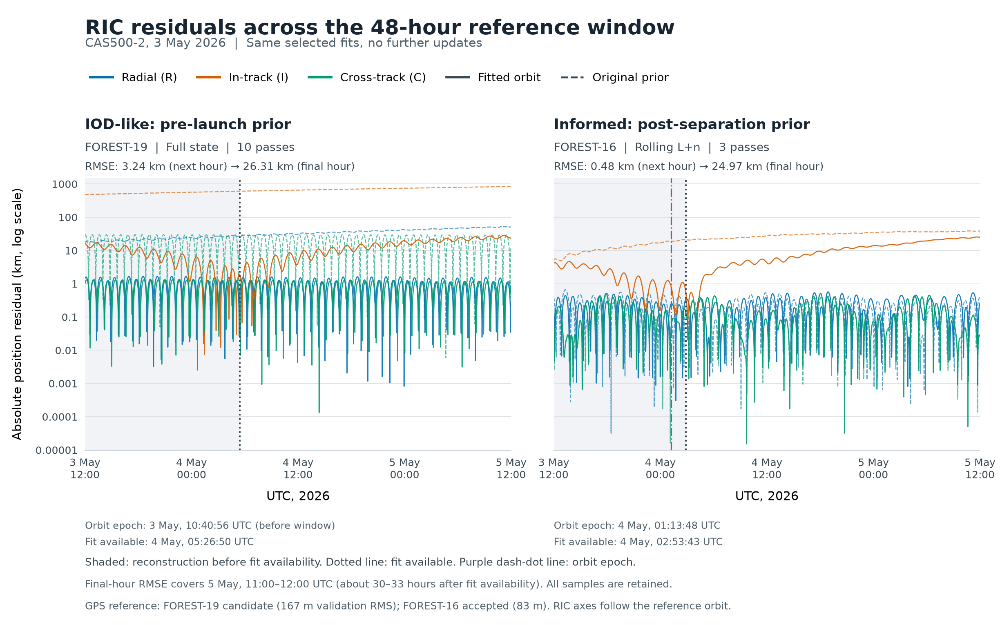 RIC residuals across the 48-hour reference window
CAS500-2, 3 May 2026 | Same selected fits, no further updates
Radial (R)
In-track (I)
Cross-track (C)
Fitted orbit
Original prior
IOD-like: pre-launch prior
FOREST-19 | Full state | 10 passes
RMSE: 3.24 km (next hour) → 26.31 km (final hour)
Informed: post-separation prior
FOREST-16 | Rolling L+n | 3 passes
RMSE: 0.48 km (next hour) → 24.97 km (final hour)
Absolute position residual (km, log scale)
1000
100
10
1
0.1
0.01
0.001
0.0001
0.00001
3 May
12:00
4 May
00:00
4 May
12:00
5 May
00:00
5 May
12:00
3 May
12:00
4 May
00:00
4 May
12:00
5 May
00:00
5 May
12:00
UTC, 2026
UTC, 2026
Orbit epoch: 3 May, 10:40:56 UTC (before window)
Fit available: 4 May, 05:26:50 UTC
Orbit epoch: 4 May, 01:13:48 UTC
Fit available: 4 May, 02:53:43 UTC
Shaded: reconstruction before fit availability. Dotted line: fit available. Purple dash-dot line: orbit epoch.
Final-hour RMSE covers 5 May, 11:00–12:00 UTC (about 30–33 hours after fit availability). All samples are retained.
GPS reference: FOREST-19 candidate (167 m validation RMS); FOREST-16 accepted (83 m). RIC axes follow the reference orbit.